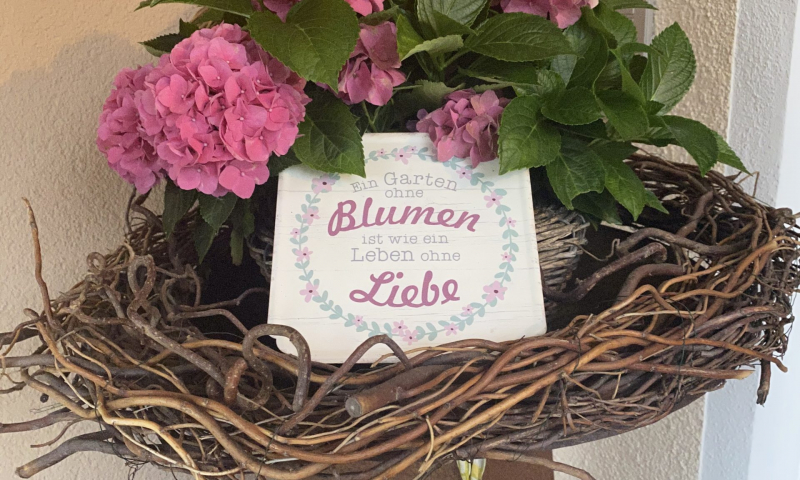 Ein Garten
ohne
Blumen
ist wie ein
Leben ohne
Liebe